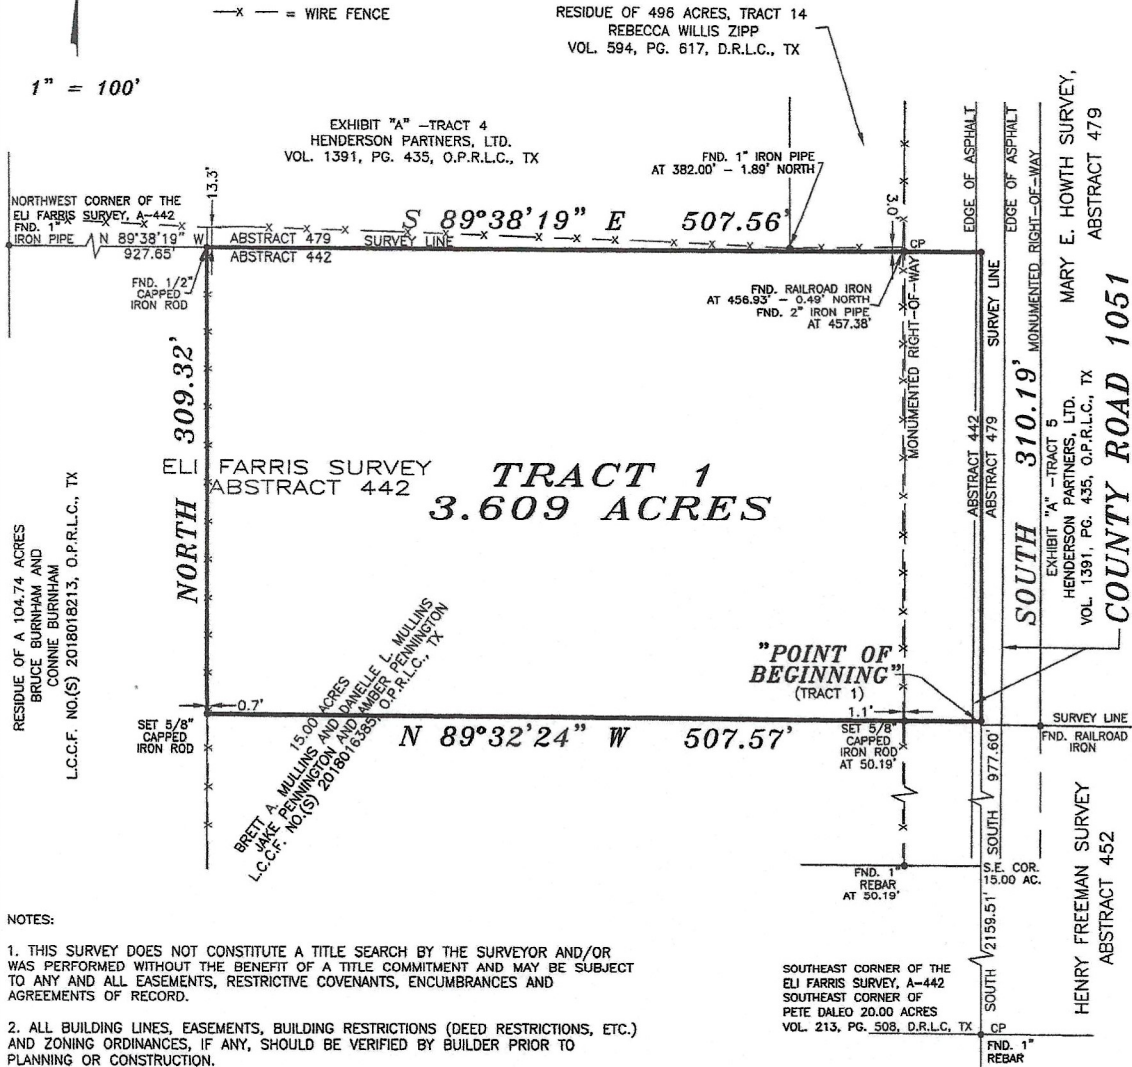 x = WIRE FENCE
RESIDUE OF 496 ACRES, TRACT 14
REBECCA WILLIS ZIPP
VOL. 594, PG. 617, D.R.L.C., TX
1" = 100'
EXHIBIT "A" -TRACT 4
HENDERSON PARTNERS, LTD.
VOL. 1391, PG. 435, O.P.R.L.C., TX
FND. 1" IRON PIPE
AT 382.00' - 1.89' NORTH
13.3'
3.0'
NORTHWEST CORNER OF THE
ELI FARRIS SURVEY, A-442
FND. 1"
IRON PIPE
N 89°38'19" W
927.65'
S 89°38'19" E 507.56'
ABSTRACT 479
SURVEY LINE
ABSTRACT 442
CP
FND. 1/2"
CAPPED
IRON ROD
FND. RAILROAD IRON
AT 456.93' - 0.49' NORTH
FND. 2" IRON PIPE
AT 457.38'
EDGE OF ASPHALT
EDGE OF ASPHALT
MONUMENTED RIGHT-OF-WAY
MONUMENTED RIGHT-OF-WAY
SURVEY LINE
MARY E. HOWTH SURVEY,
ABSTRACT 479
NORTH 309.32'
SOUTH 310.19'
COUNTY ROAD 1051
ELI FARRIS SURVEY
ABSTRACT 442
TRACT 1
3.609 ACRES
ABSTRACT 442
ABSTRACT 479
EXHIBIT "A" -TRACT 5
HENDERSON PARTNERS, LTD.
VOL. 1391, PG. 435, O.P.R.L.C., TX
RESIDUE OF A 104.74 ACRES
BRUCE BURNHAM AND
CONNIE BURNHAM
L.C.C.F. NO.(S) 2018018213, O.P.R.L.C., TX
15.00 ACRES
BRETT A. MULLINS AND DANELLE L. MULLINS
JAKE PENNINGTON AND AMBER PENNINGTON
L.C.C.F. NO.(S) 2018016385, O.P.R.L.C., TX
"POINT OF
BEGINNING"
(TRACT 1)
0.7'
1.1'
SET 5/8"
CAPPED
IRON ROD
N 89°32'24" W 507.57'
SET 5/8"
CAPPED
IRON ROD
AT 50.19'
SURVEY LINE
FND. RAILROAD
IRON
SOUTH 977.60'
FND. 1"
REBAR
AT 50.19'
S.E. COR.
15.00 AC.
SOUTH 2159.51'
HENRY FREEMAN SURVEY
ABSTRACT 452
NOTES:
1. THIS SURVEY DOES NOT CONSTITUTE A TITLE SEARCH BY THE SURVEYOR AND/OR
WAS PERFORMED WITHOUT THE BENEFIT OF A TITLE COMMITMENT AND MAY BE SUBJECT
TO ANY AND ALL EASEMENTS, RESTRICTIVE COVENANTS, ENCUMBRANCES AND
AGREEMENTS OF RECORD.
2. ALL BUILDING LINES, EASEMENTS, BUILDING RESTRICTIONS (DEED RESTRICTIONS, ETC.)
AND ZONING ORDINANCES, IF ANY, SHOULD BE VERIFIED BY BUILDER PRIOR TO
PLANNING OR CONSTRUCTION.
SOUTHEAST CORNER OF THE
ELI FARRIS SURVEY, A-442
SOUTHEAST CORNER OF
PETE DALEO 20.00 ACRES
VOL. 213, PG. 508, D.R.L.C, TX
CP
FND. 1"
REBAR